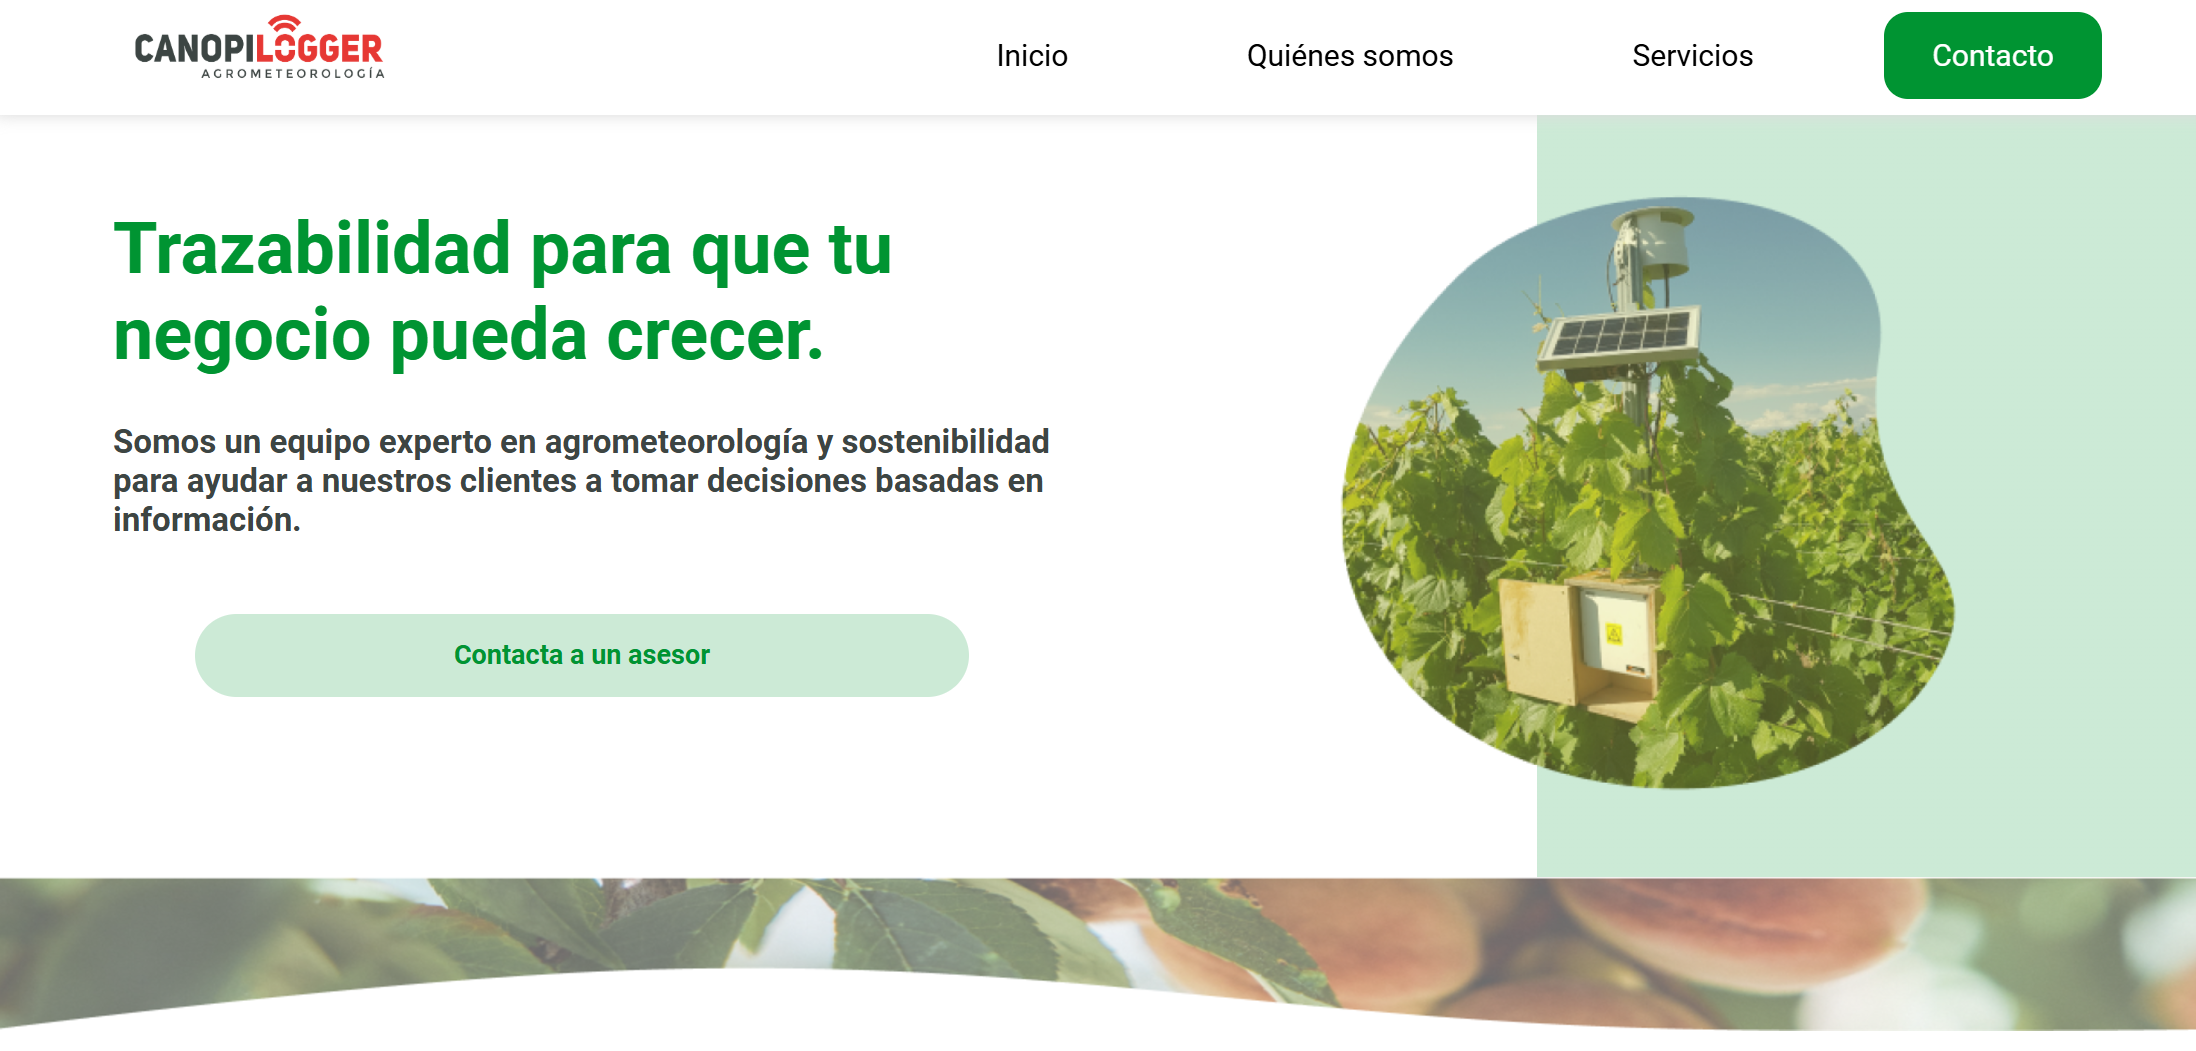 CANOPILOGGER
AGROMETEOROLOGÍA
Inicio
Quiénes somos
Servicios
Contacto
Trazabilidad para que tu
negocio pueda crecer.
Somos un equipo experto en agrometeorología y sostenibilidad
para ayudar a nuestros clientes a tomar decisiones basadas en
información.
Contacta a un asesor